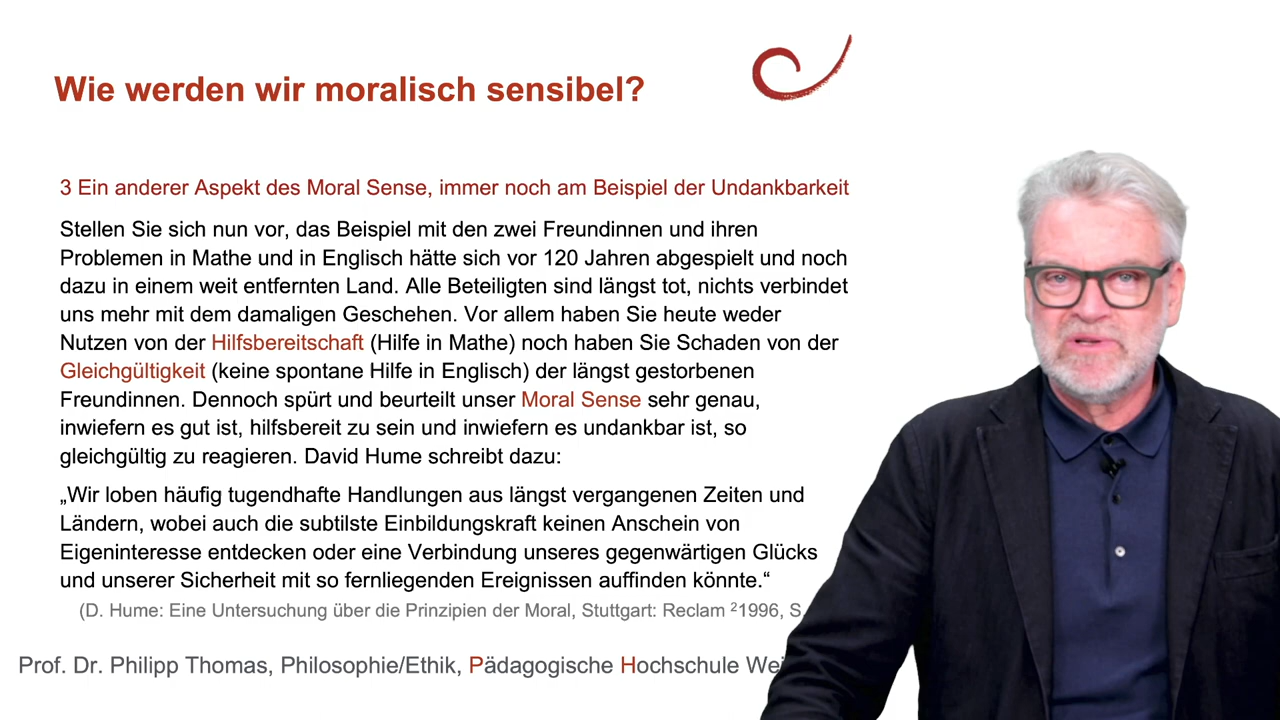 Wie werden wir moralisch sensibel?
3 Ein anderer Aspekt des Moral Sense, immer noch am Beispiel der Undankbarkeit
Stellen Sie sich nun vor, das Beispiel mit den zwei Freundinnen und ihren
Problemen in Mathe und in Englisch hätte sich vor 120 Jahren abgespielt und noch
dazu in einem weit entfernten Land. Alle Beteiligten sind längst tot, nichts verbindet
uns mehr mit dem damaligen Geschehen. Vor allem haben Sie heute weder
Nutzen von der Hilfsbereitschaft (Hilfe in Mathe) noch haben Sie Schaden von der
Gleichgültigkeit (keine spontane Hilfe in Englisch) der längst gestorbenen
Freundinnen. Dennoch spürt und beurteilt unser Moral Sense sehr genau,
inwiefern es gut ist, hilfsbereit zu sein und inwiefern es undankbar ist, so
gleichgültig zu reagieren. David Hume schreibt dazu:
„Wir loben häufig tugendhafte Handlungen aus längst vergangenen Zeiten und
Ländern, wobei auch die subtilste Einbildungskraft keinen Anschein von
Eigeninteresse entdecken oder eine Verbindung unseres gegenwärtigen Glücks
und unserer Sicherheit mit so fernliegenden Ereignissen auffinden könnte.“
(D. Hume: Eine Untersuchung über die Prinzipien der Moral, Stuttgart: Reclam ²1996, S.
Prof. Dr. Philipp Thomas, Philosophie/Ethik, Pädagogische Hochschule